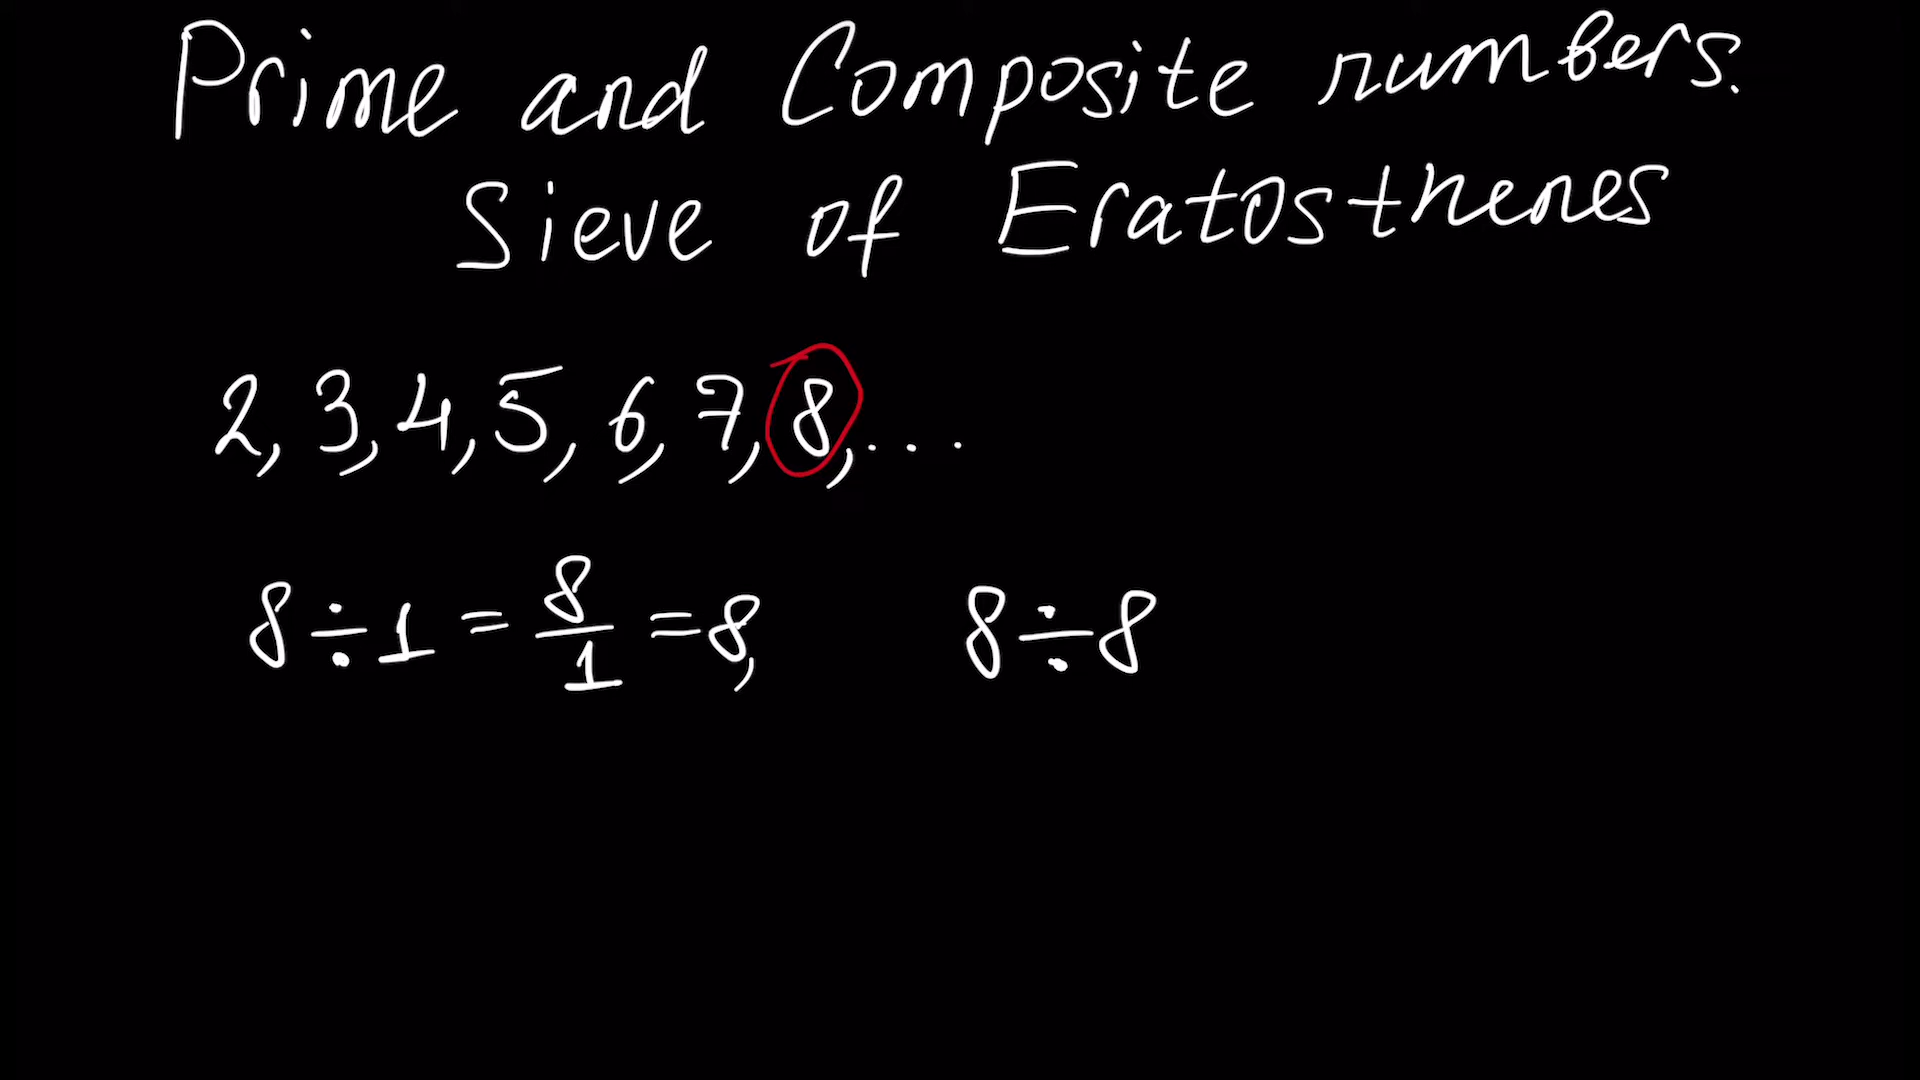 Prime and Composite numbers.
Sieve of Eratosthenes
2, 3, 4, 5, 6, 7, 8, ...
8 ÷ 1 = 8/1 = 8, 8 ÷ 8